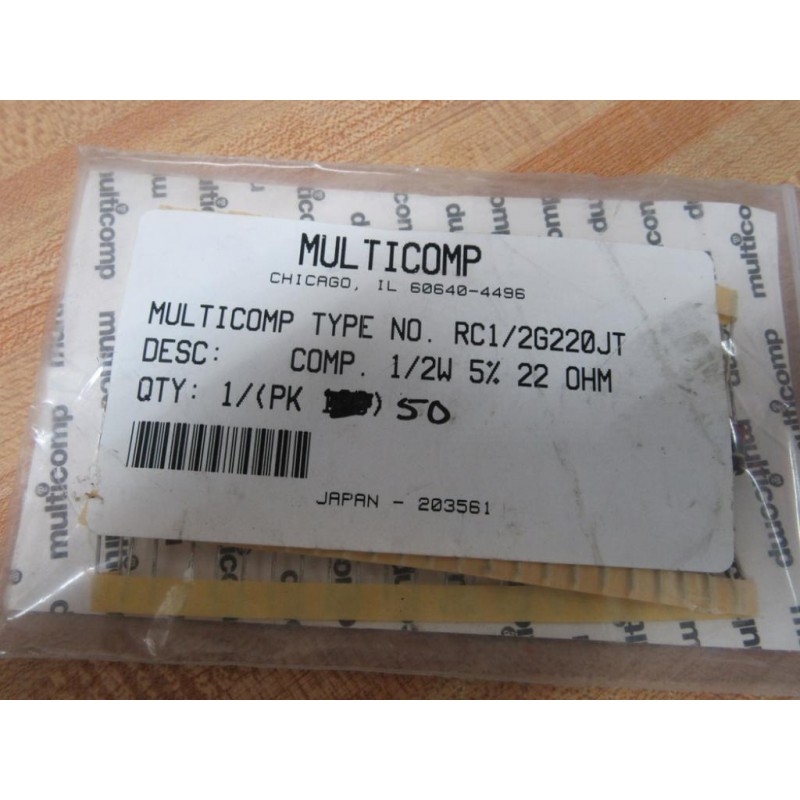 MULTICOMP
CHICAGO, IL 60640-4496
MULTICOMP TYPE NO. RC1/2G220JT
DESC: COMP. 1/2W 5% 22 OHM
QTY: 1/(PK ) 50
JAPAN - 203561
multicomp
multicomp
multicomp
multicomp